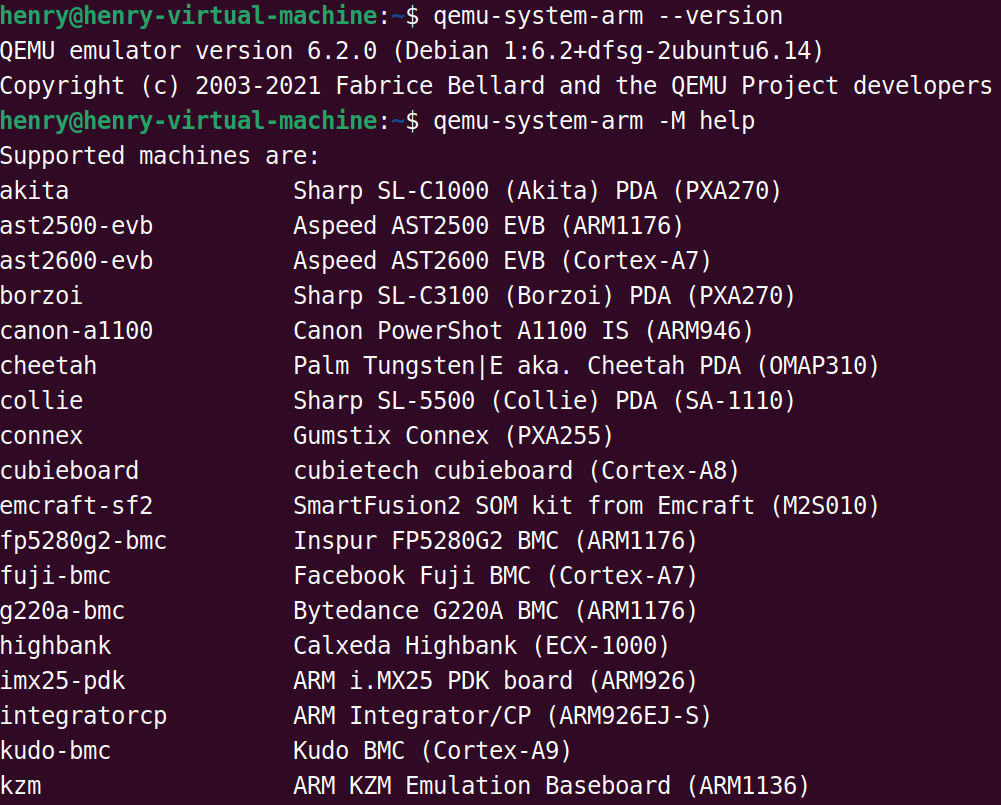 henry@henry-virtual-machine:~$ qemu-system-arm --version
QEMU emulator version 6.2.0 (Debian 1:6.2+dfsg-2ubuntu6.14)
Copyright (c) 2003-2021 Fabrice Bellard and the QEMU Project developers
henry@henry-virtual-machine:~$ qemu-system-arm -M help
Supported machines are:
akita                Sharp SL-C1000 (Akita) PDA (PXA270)
ast2500-evb          Aspeed AST2500 EVB (ARM1176)
ast2600-evb          Aspeed AST2600 EVB (Cortex-A7)
borzoi               Sharp SL-C3100 (Borzoi) PDA (PXA270)
canon-a1100          Canon PowerShot A1100 IS (ARM946)
cheetah              Palm Tungsten|E aka. Cheetah PDA (OMAP310)
collie               Sharp SL-5500 (Collie) PDA (SA-1110)
connex               Gumstix Connex (PXA255)
cubieboard           cubietech cubieboard (Cortex-A8)
emcraft-sf2          SmartFusion2 SOM kit from Emcraft (M2S010)
fp5280g2-bmc         Inspur FP5280G2 BMC (ARM1176)
fuji-bmc             Facebook Fuji BMC (Cortex-A7)
g220a-bmc            Bytedance G220A BMC (ARM1176)
highbank             Calxeda Highbank (ECX-1000)
imx25-pdk            ARM i.MX25 PDK board (ARM926)
integratorcp         ARM Integrator/CP (ARM926EJ-S)
kudo-bmc             Kudo BMC (Cortex-A9)
kzm                  ARM KZM Emulation Baseboard (ARM1136)